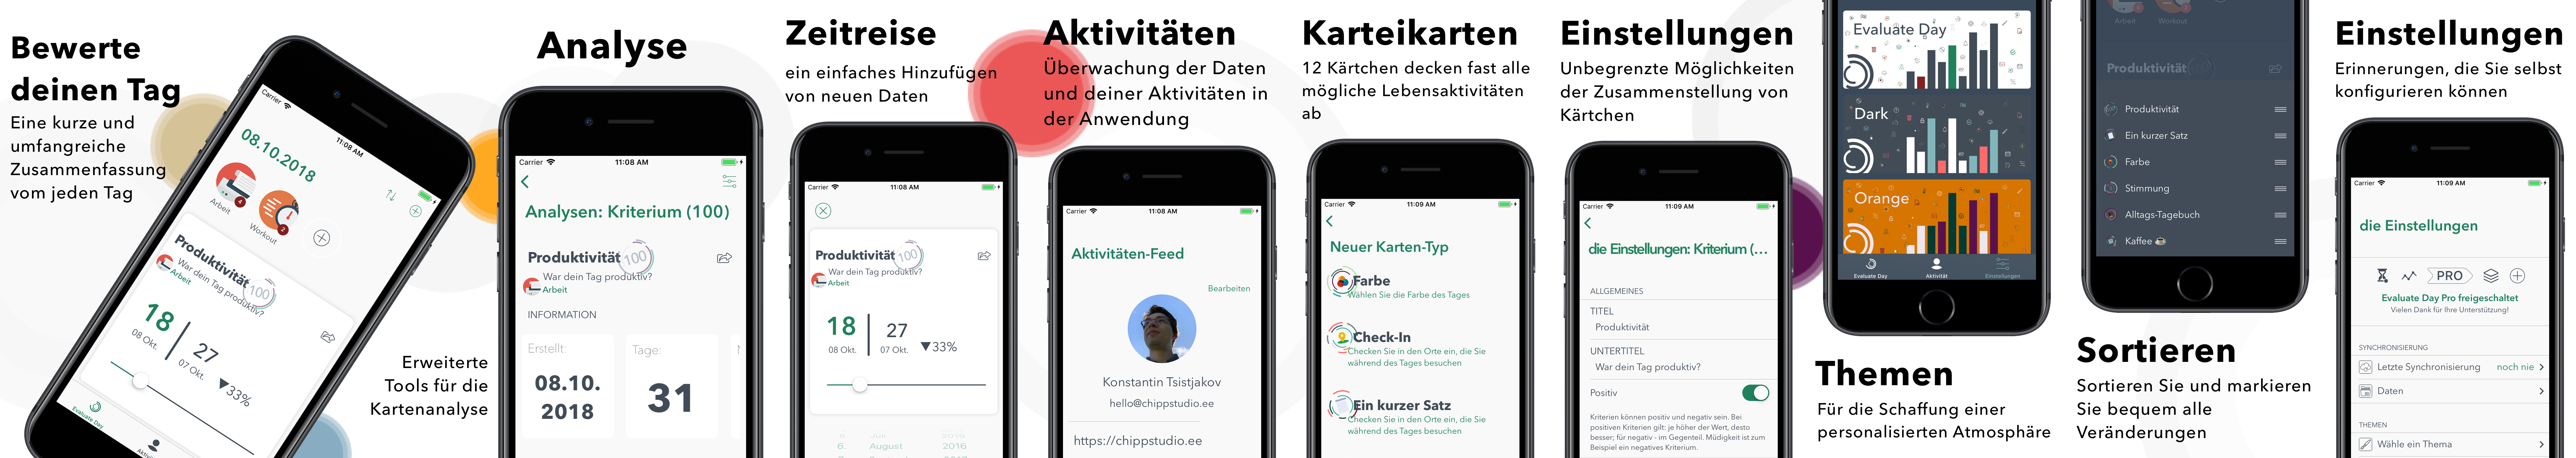 Bewerte
deinen Tag
Eine kurze und
umfangreiche
Zusammenfassung
vom jeden Tag
Carrier
11:08 AM
08.10.2018
Arbeit
4
Workout
2
Produktivität
100
War dein Tag produktiv?
Arbeit
18
08 Okt.
27
07 Okt.
▼33%
Evaluate Day
Erweiterte
Tools für die
Kartenanalyse
Analyse
Carrier
11:08 AM
Analysen: Kriterium (100)
Produktivität
100
War dein Tag produktiv?
Arbeit
INFORMATION
Erstellt:
08.10.
2018
Tage:
31
Zeitreise
ein einfaches Hinzufügen
von neuen Daten
Carrier
11:08 AM
Produktivität
100
War dein Tag produktiv?
Arbeit
18
08 Okt.
27
07 Okt.
▼33%
6.
August
2016
Aktivitäten
Überwachung der Daten
und deiner Aktivitäten in
der Anwendung
Carrier
11:08 AM
Aktivitäten-Feed
Bearbeiten
Konstantin Tsistjakov
hello@chippstudio.ee
https://chippstudio.ee
Karteikarten
12 Kärtchen decken fast alle
mögliche Lebensaktivitäten
ab
Carrier
11:09 AM
Neuer Karten-Typ
Farbe
Wählen Sie die Farbe des Tages
Check-In
Checken Sie in den Orte ein, die Sie
während des Tages besuchen
Ein kurzer Satz
Checken Sie in den Orte ein, die Sie
während des Tages besuchen
Einstellungen
Unbegrenzte Möglichkeiten
der Zusammenstellung von
Kärtchen
Carrier
11:09 AM
die Einstellungen: Kriterium (...
ALLGEMEINES
TITEL
Produktivität
UNTERTITEL
War dein Tag produktiv?
Positiv
Kriterien können positiv und negativ sein. Bei
positiven Kriterien gilt: je höher der Wert, desto
besser; für negativ - im Gegenteil. Müdigkeit ist zum
Beispiel ein negatives Kriterium.
Evaluate Day
Dark
Orange
Evaluate Day
Aktivität
Einstellungen
Themen
Für die Schaffung einer
personalisierten Atmosphäre
Arbeit
Workout
Produktivität
Produktivität
Ein kurzer Satz
Farbe
Stimmung
Alltags-Tagebuch
Kaffee ☕
Sortieren
Sortieren Sie und markieren
Sie bequem alle
Veränderungen
Einstellungen
Erinnerungen, die Sie selbst
konfigurieren können
Carrier
11:09 AM
die Einstellungen
PRO
Evaluate Day Pro freigeschaltet
Vielen Dank für Ihre Unterstützung!
SYNCHRONISIERUNG
Letzte Synchronisierung
noch nie
Daten
THEMEN
Wähle ein Thema